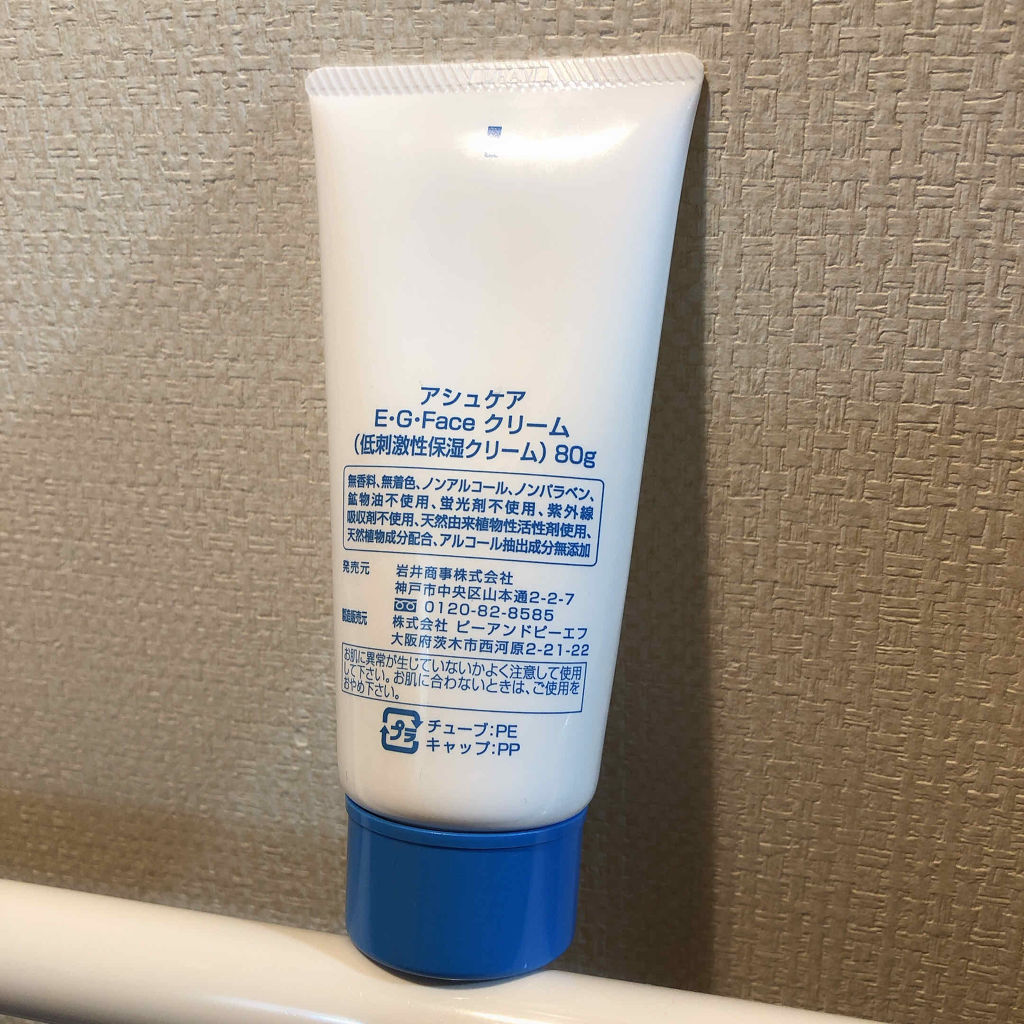 アシュケア
E・G・Face クリーム
(低刺激性保湿クリーム) 80g
無香料、無着色、ノンアルコール、ノンパラベン、
鉱物油不使用、蛍光剤不使用、紫外線
吸収剤不使用、天然由来植物性活性剤使用、
天然植物成分配合、アルコール抽出成分無添加
発売元 岩井商事株式会社
神戸市中央区山本通2-2-7
0120-82-8585
製造販売元 株式会社 ピーアンドピーエフ
大阪府茨木市西河原2-21-22
お肌に異常が生じていないかよく注意して使用
して下さい。お肌に合わないときは、ご使用を
おやめ下さい。
プラ チューブ:PE
キャップ:PP